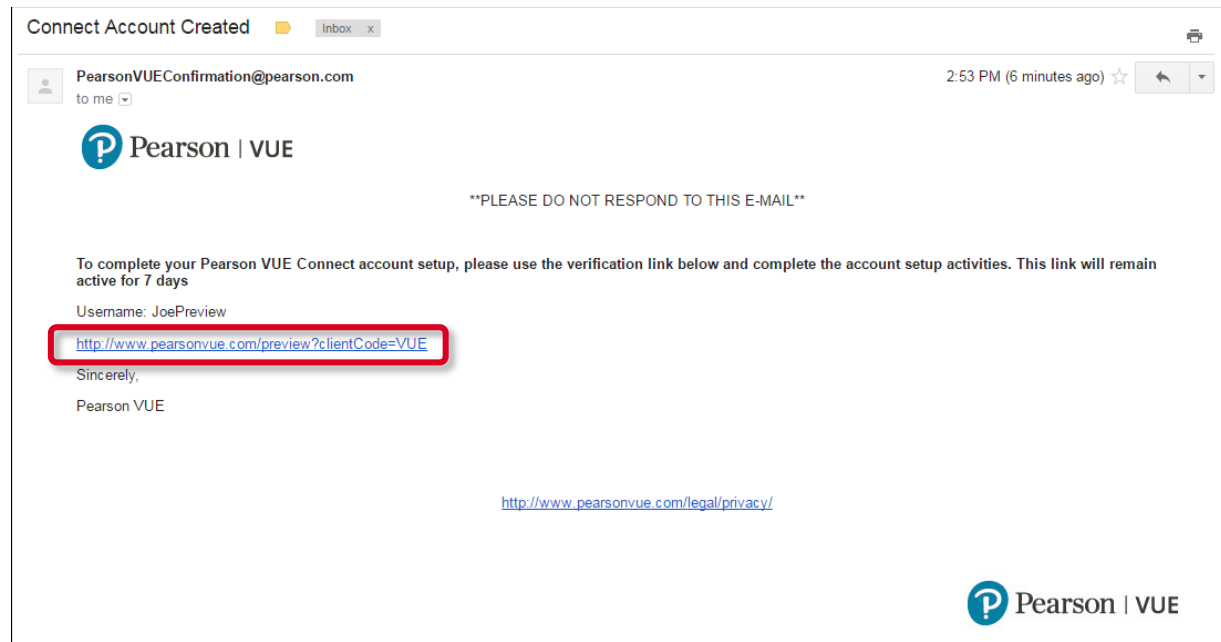 Connect Account Created Inbox x
PearsonVUEConfirmation@pearson.com 2:53 PM (6 minutes ago)
to me
Pearson | VUE
**PLEASE DO NOT RESPOND TO THIS E-MAIL**
To complete your Pearson VUE Connect account setup, please use the verification link below and complete the account setup activities. This link will remain
active for 7 days
Username: JoePreview
http://www.pearsonvue.com/preview?clientCode=VUE
Sincerely,
Pearson VUE
http://www.pearsonvue.com/legal/privacy/
Pearson | VUE